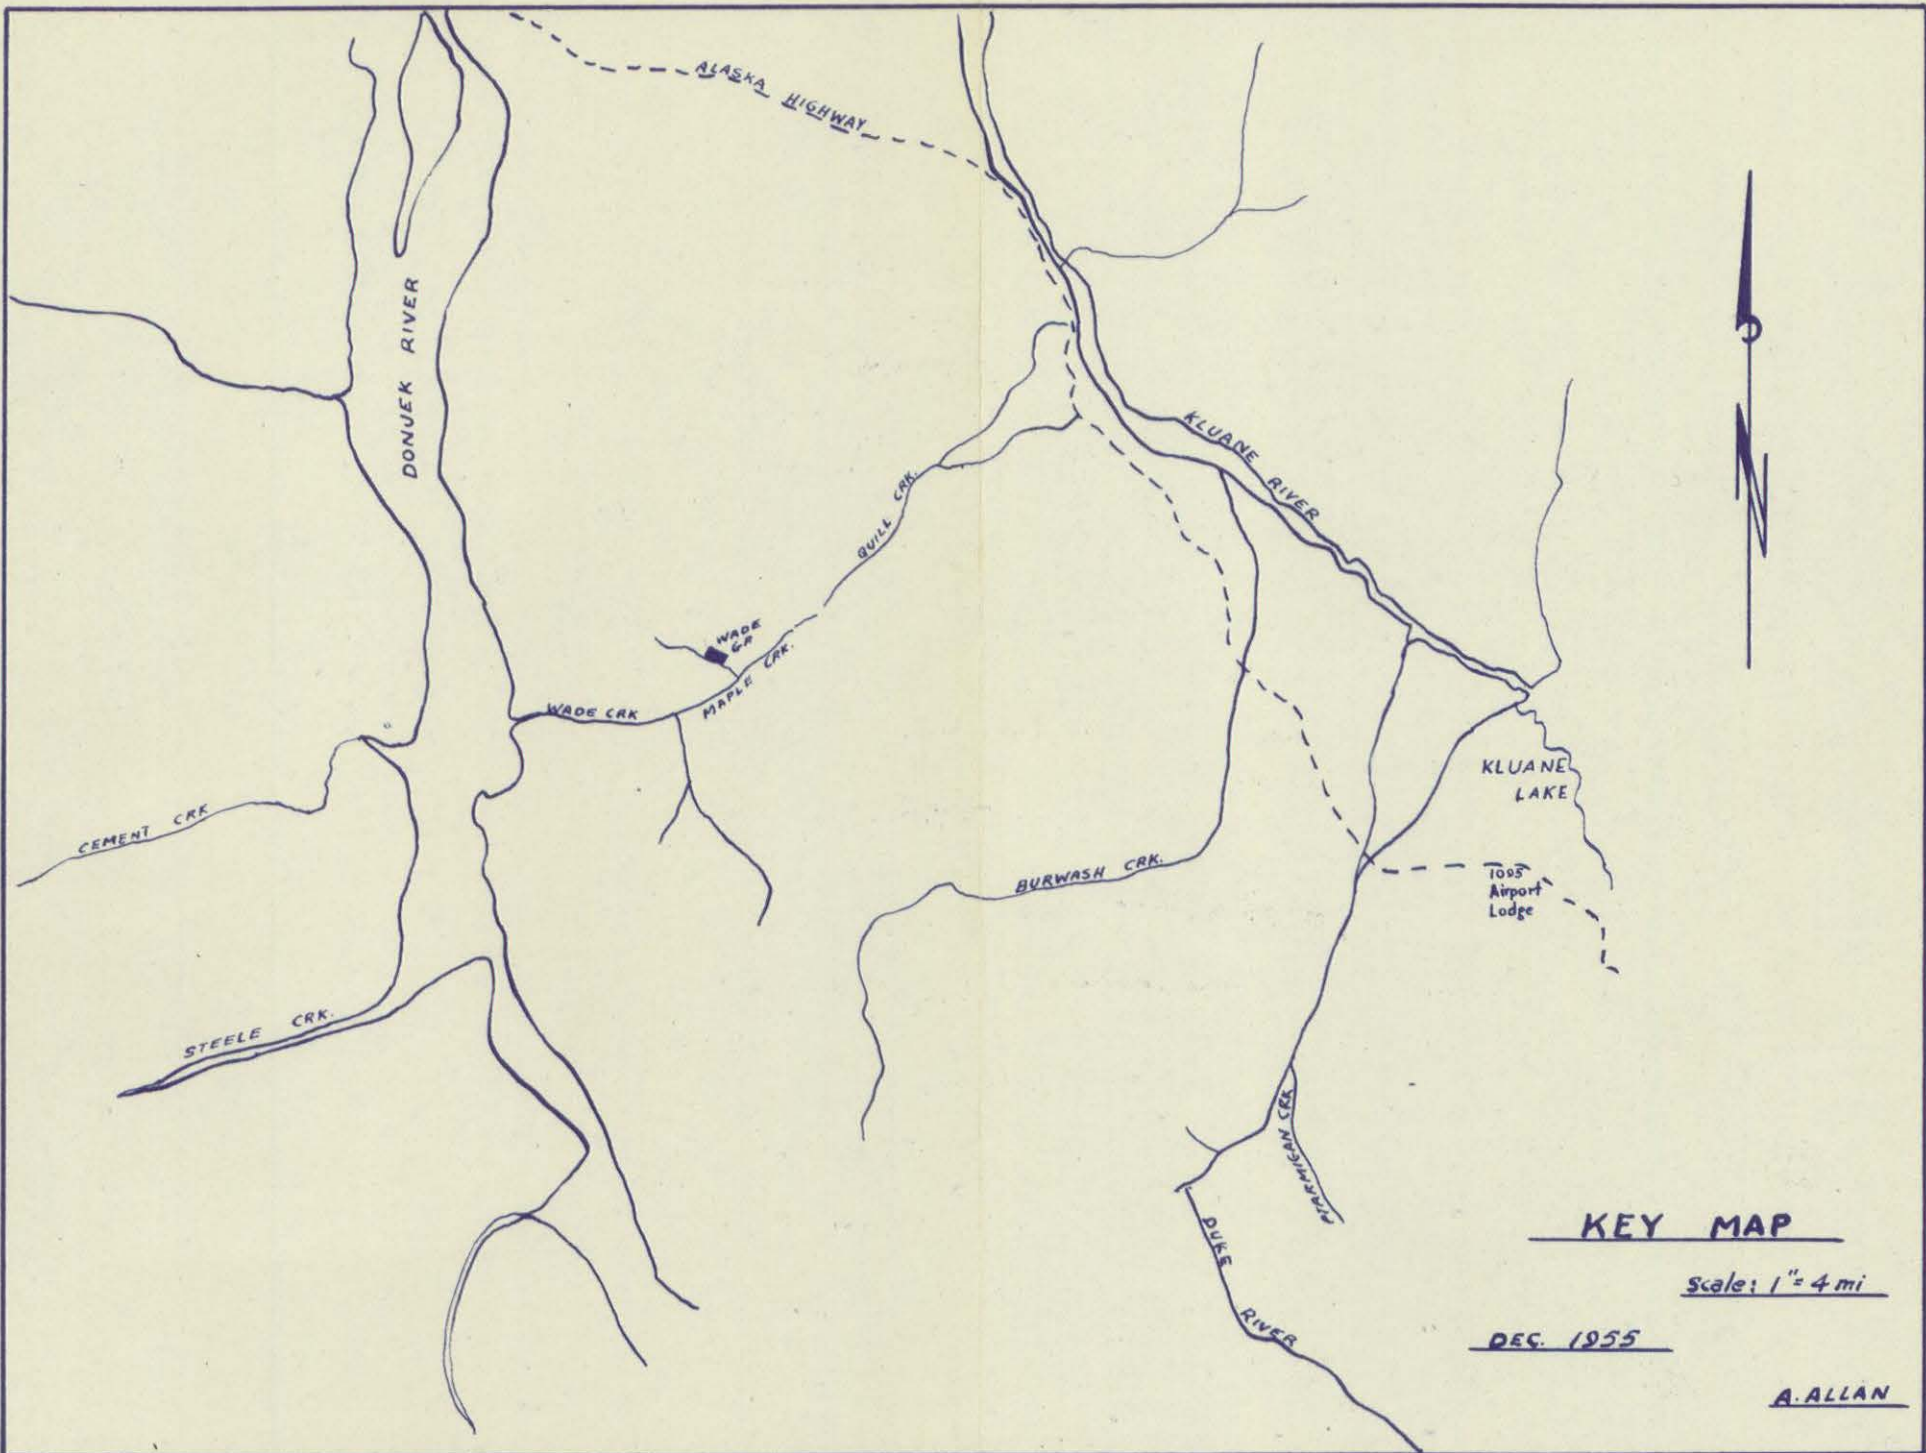 ALASKA HIGHWAY
DONJEK RIVER
KLUANE RIVER
QUILL CRK.
WADE
GR
MAPLE CRK.
WADE CRK
KLUANE
LAKE
CEMENT CRK
BURWASH CRK.
1095
Airport
Lodge
STEELE CRK.
PTARMIGAN CRK
DUKE RIVER
N
KEY MAP
Scale: 1" = 4 mi
DEC. 1955
A. ALLAN